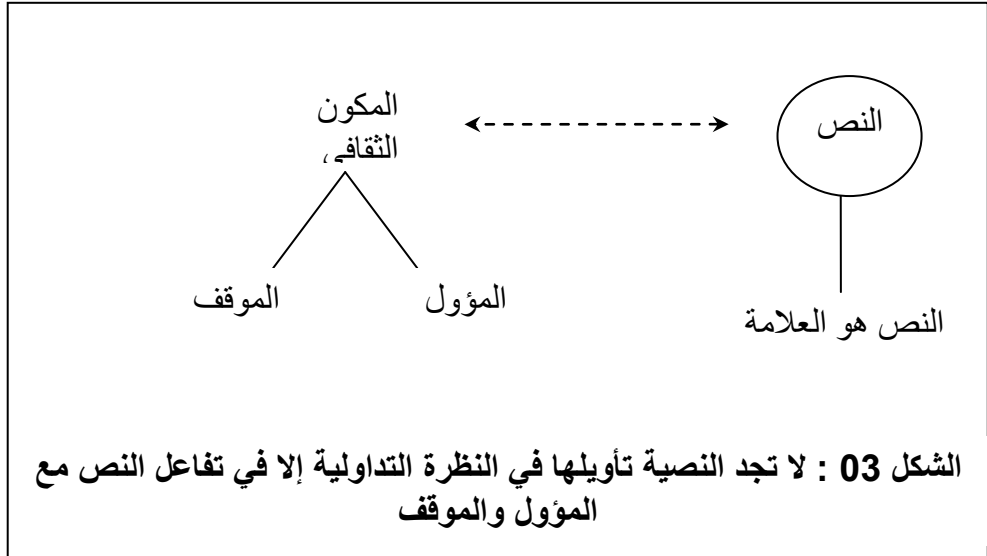 النص
المكون
الثقافي
المؤول
الموقف
النص هو العلامة
الشكل 03 : لا تجد النصية تأويلها في النظرة التداولية إلا في تفاعل النص مع
المؤول والموقف